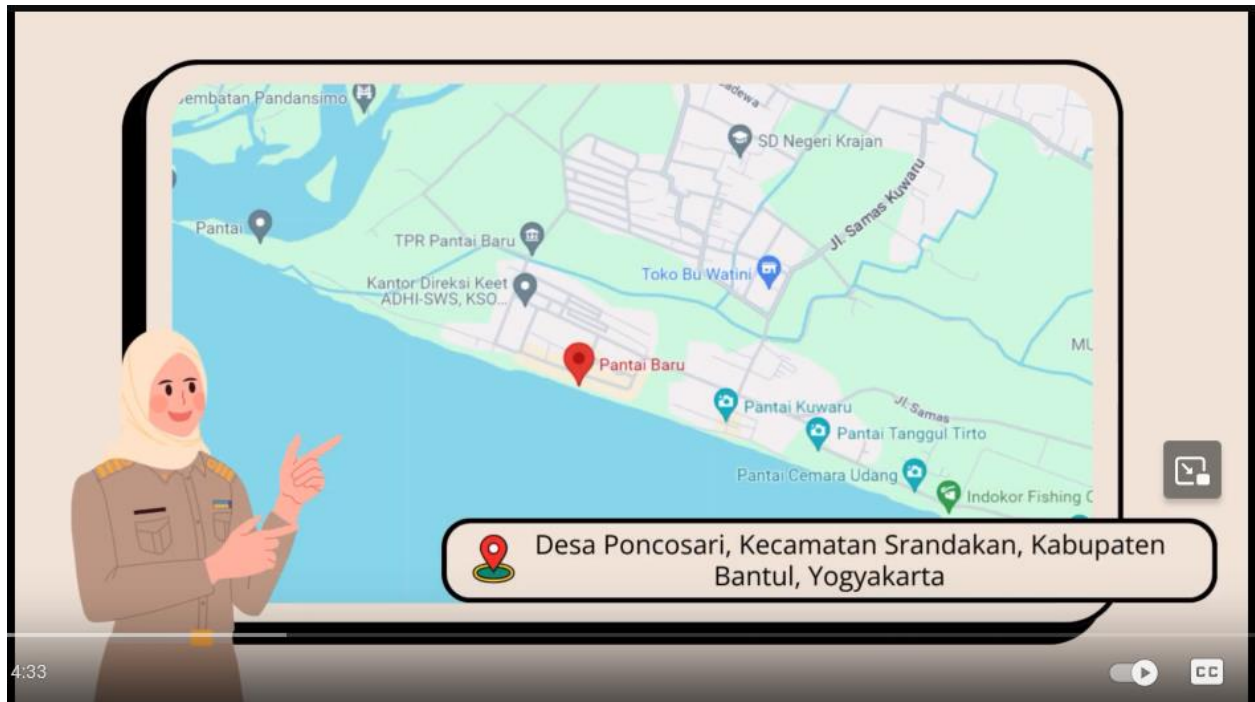 Jembatan Pandansimo
adewa
SD Negeri Krajan
Jl. Samas Kuwaru
Pantai
TPR Pantai Baru
Toko Bu Watini
Kantor Direksi Keet
ADHI-SWS, KSO...
MU
Pantai Baru
Pantai Kuwaru
Jl. Samas
Pantai Tanggul Tirto
Pantai Cemara Udang
Indokor Fishing C
Desa Poncosari, Kecamatan Srandakan, Kabupaten
Bantul, Yogyakarta
4:33
CC